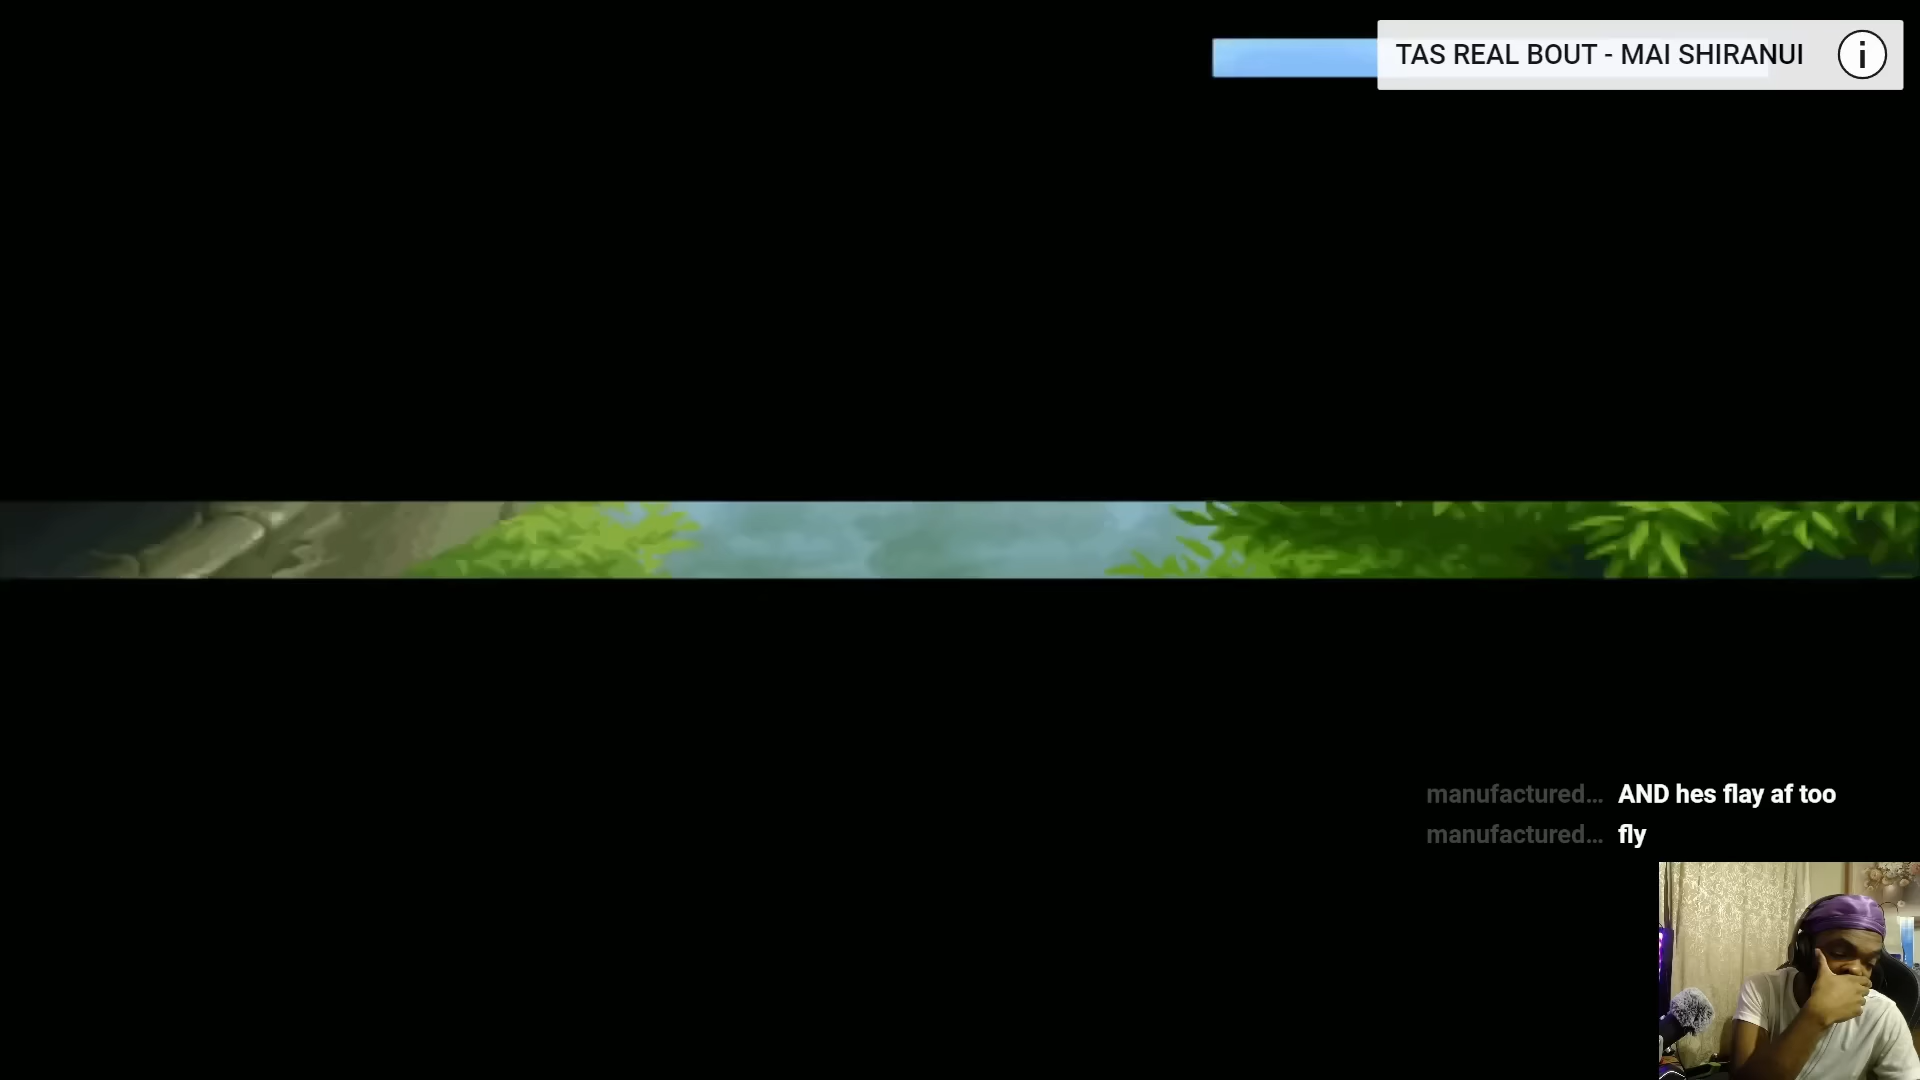 TAS REAL BOUT - MAI SHIRANUI
manufactured… AND hes flay af too
manufactured… fly